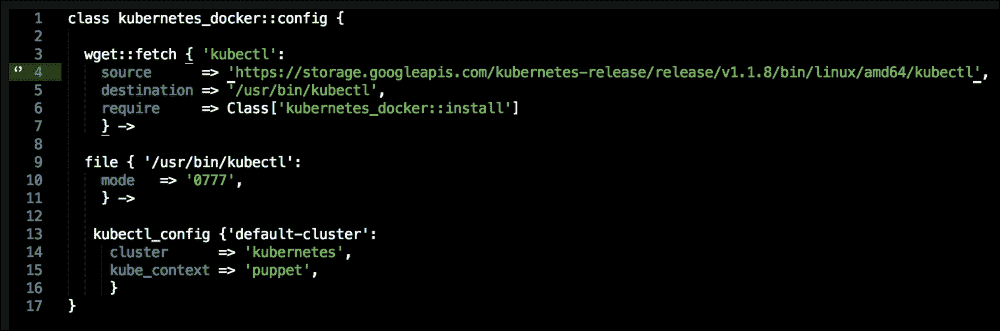 1 class kubernetes_docker::config {
2
3   wget::fetch { 'kubectl':
4     source      => 'https://storage.googleapis.com/kubernetes-release/release/v1.1.8/bin/linux/amd64/kubectl',
5     destination => '/usr/bin/kubectl',
6     require     => Class['kubernetes_docker::install']
7     } ->
8
9   file { '/usr/bin/kubectl':
10     mode   => '0777',
11     } ->
12
13    kubectl_config {'default-cluster':
14      cluster      => 'kubernetes',
15      kube_context => 'puppet',
16      }
17 }